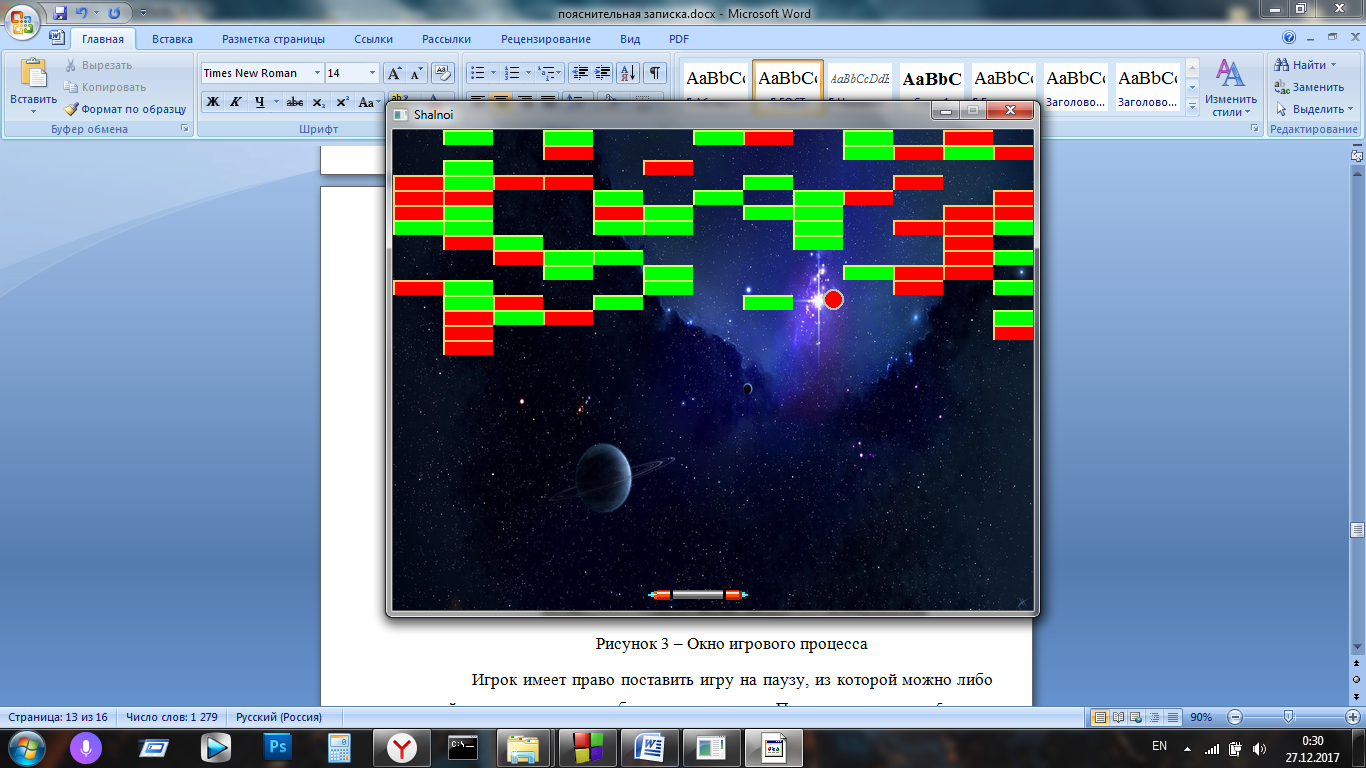 пояснительная записка.docx - Microsoft Word
Главная Вставка Разметка страницы Ссылки Рассылки Рецензирование Вид PDF
Вставить
Вырезать
Копировать
Формат по образцу
Буфер обмена
Times New Roman 14
Ж К Ч abc x₂ x² Aa
Шрифт
AaBbCc AaBbCc AaBbCcDdE AaBbC AaBbCc AaBbCc AaBbCc
Заголово... Заголово...
Изменить
стили
Найти
Заменить
Выделить
Редактирование
Shalnoi
Рисунок 3 – Окно игрового процесса
Игрок имеет право поставить игру на паузу, из которой можно либо
Страница: 13 из 16 Число слов: 1 279 Русский (Россия) 90%
EN 0:30
27.12.2017